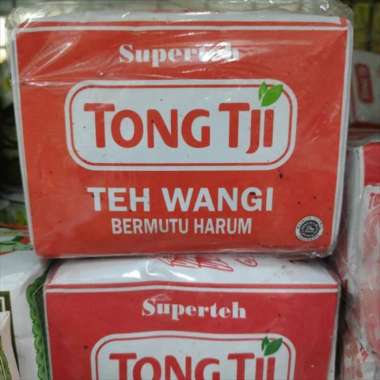 Superteh
TONG TJI
TEH WANGI
BERMUTU HARUM
Superteh
TONG TJI